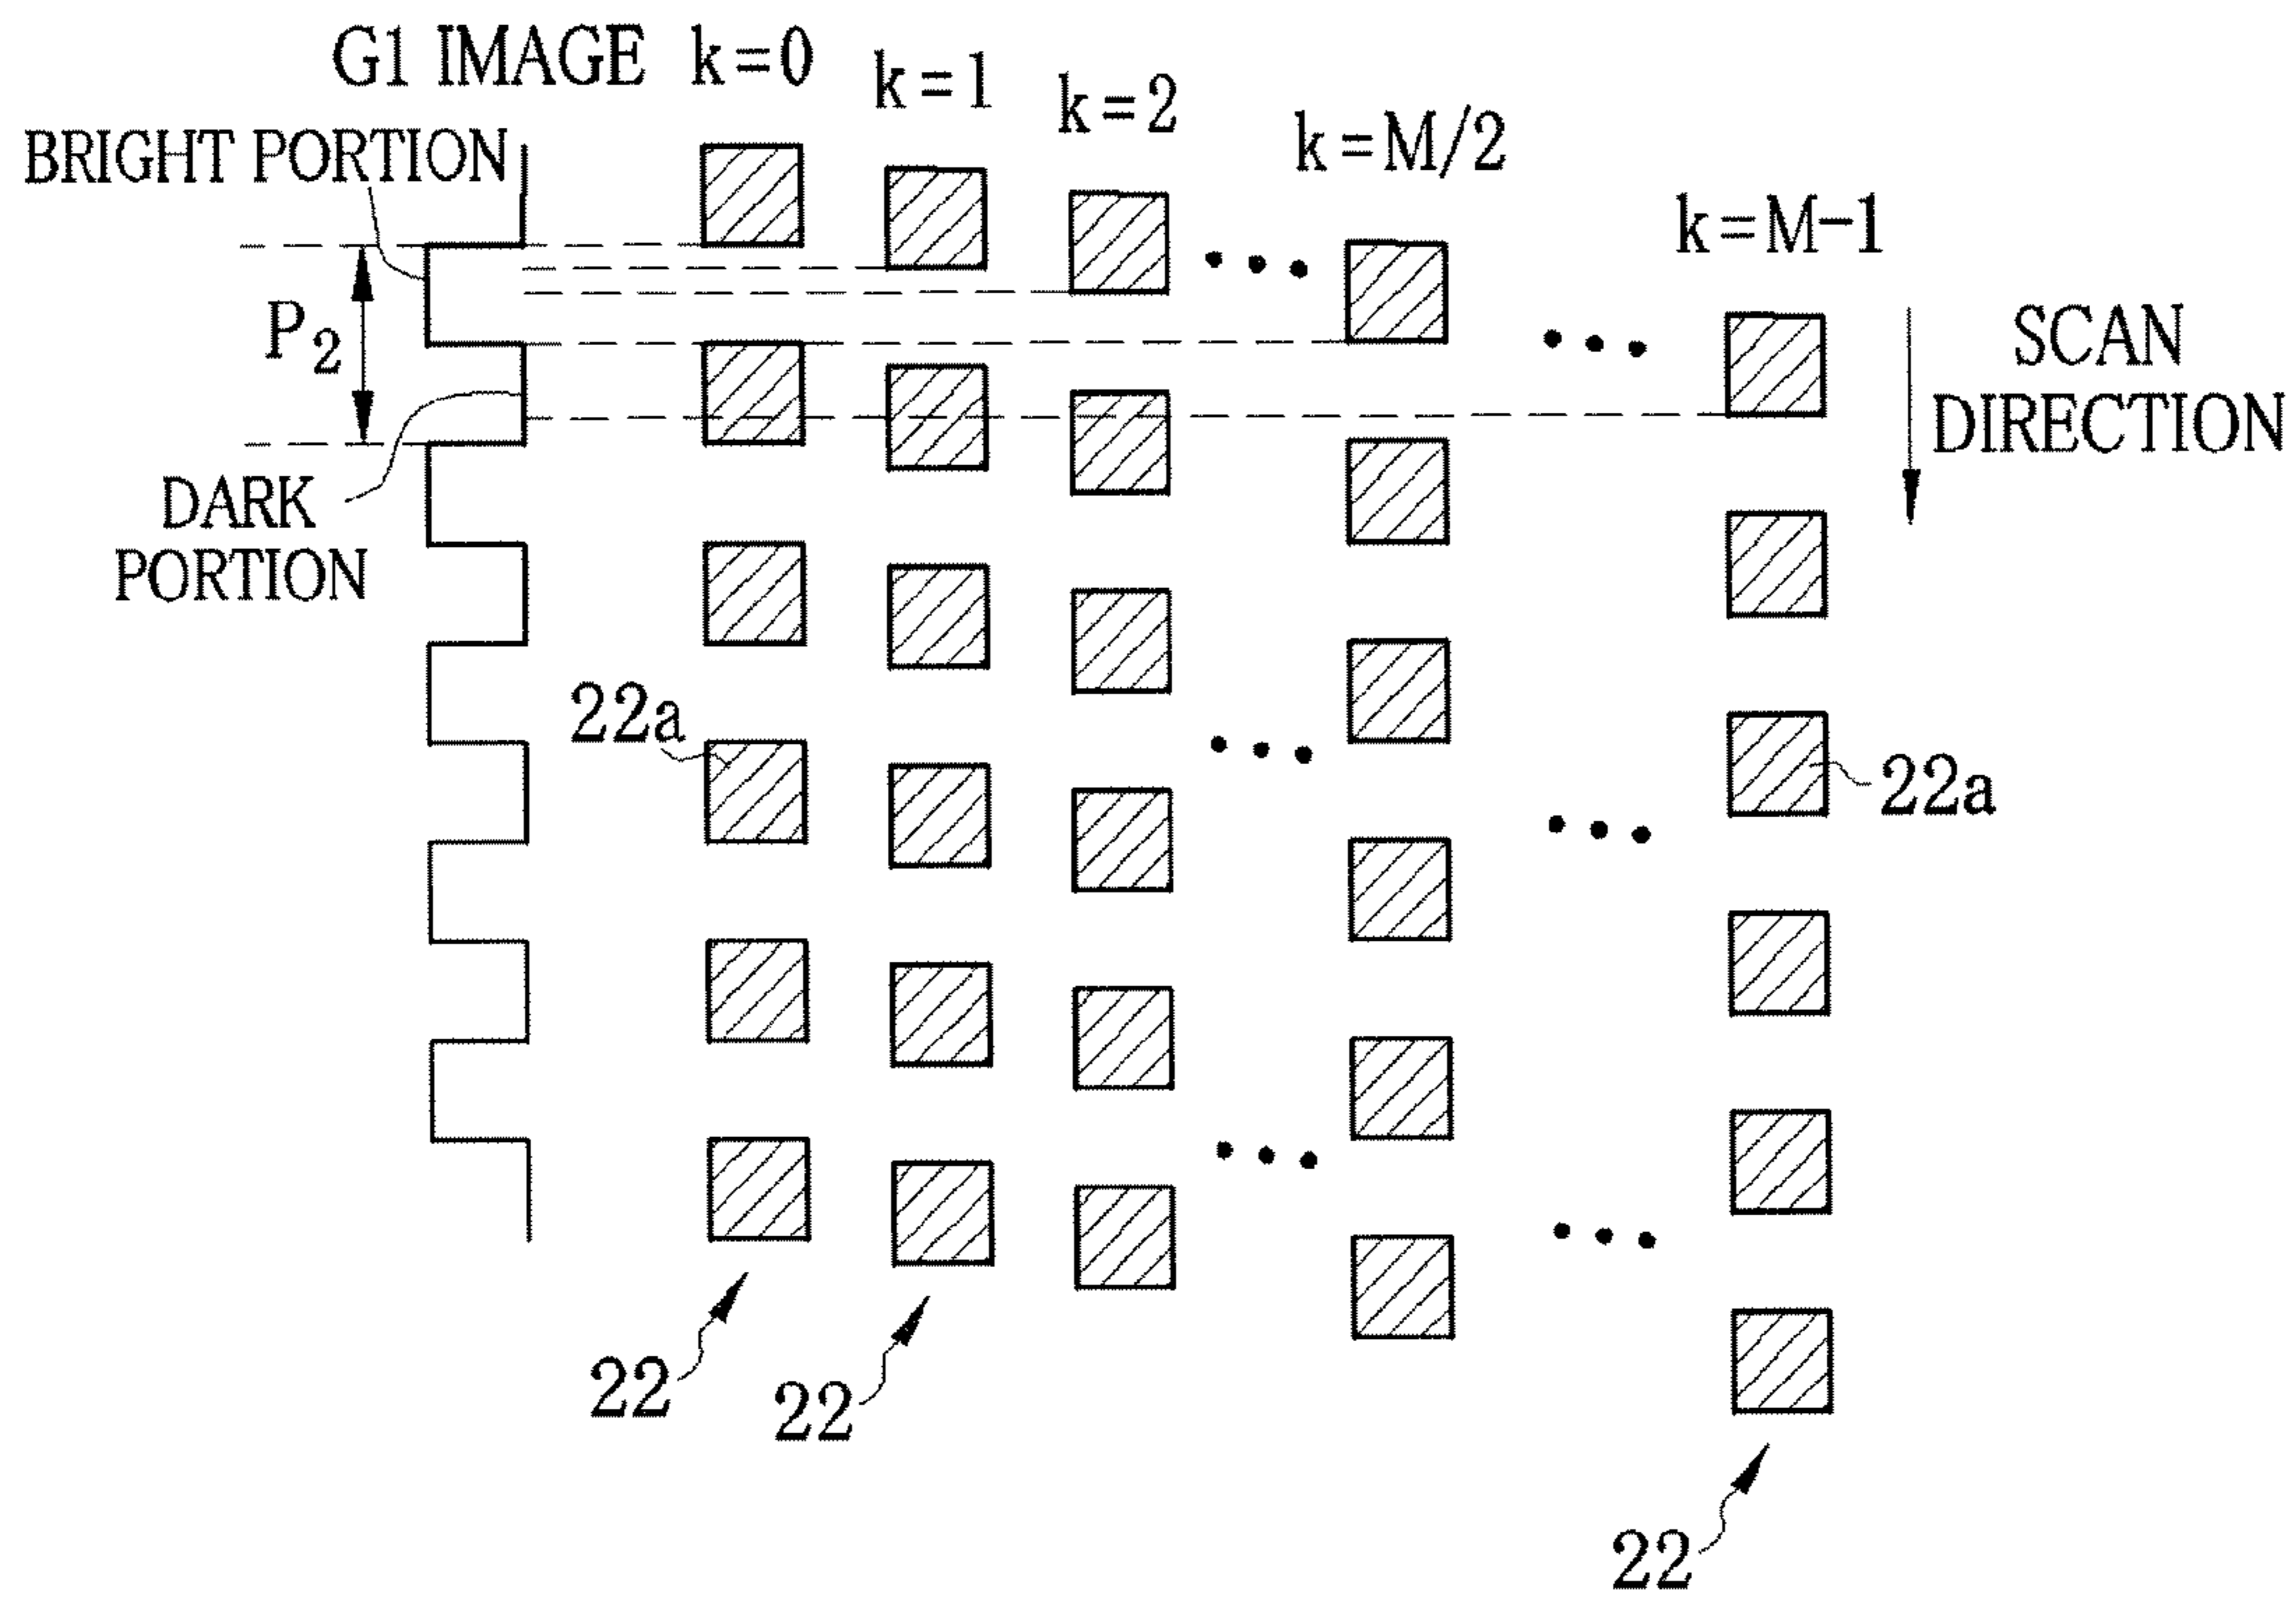 G1 IMAGE
k=0
k=1
k=2
k=M/2
k=M-1
BRIGHT PORTION
P2
DARK
PORTION
SCAN
DIRECTION
22a
22a
22
22
22